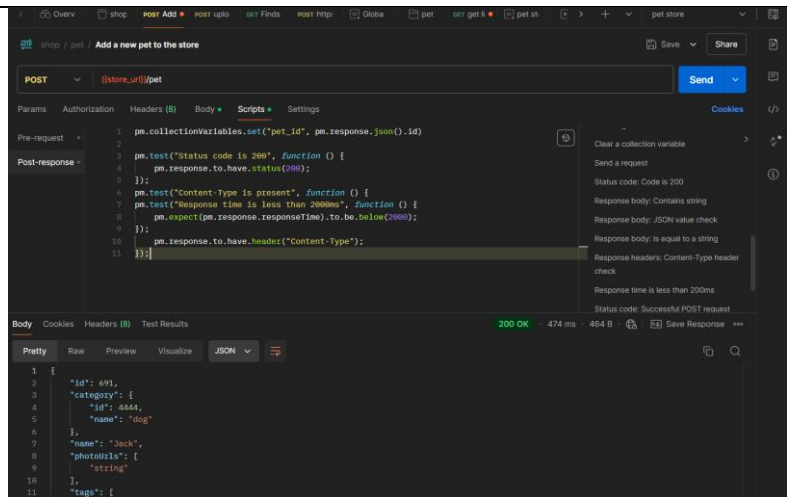 Overv shop POST Add POST uplo GET Finds POST http: Globa pet GET get li pet st pet store
shop / pet / Add a new pet to the store Save Share
POST {{store_url}}/pet Send
Params Authorization Headers (8) Body Scripts Settings Cookies
Pre-request
Post-response
1 pm.collectionVariables.set("pet_id", pm.response.json().id)
2
3 pm.test("Status code is 200", function () {
4 pm.response.to.have.status(200);
5 });
6 pm.test("Content-Type is present", function () {
7 pm.test("Response time is less than 2000ms", function () {
8 pm.expect(pm.response.responseTime).to.be.below(2000);
9 });
10 pm.response.to.have.header("Content-Type");
11 });
Clear a collection variable
Send a request
Status code: Code is 200
Response body: Contains string
Response body: JSON value check
Response body: Is equal to a string
Response headers: Content-Type header
check
Response time is less than 200ms
Status code: Successful POST request
Body Cookies Headers (8) Test Results 200 OK 474 ms 464 B Save Response
Pretty Raw Preview Visualize JSON
1 {
2 "id": 691,
3 "category": {
4 "id": 4444,
5 "name": "dog"
6 },
7 "name": "Jack",
8 "photoUrls": [
9 "string"
10 ],
11 "tags": [